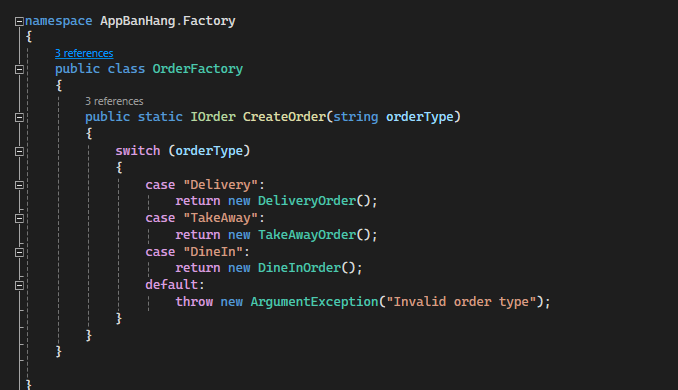 namespace AppBanHang.Factory
{
3 references
public class OrderFactory
{
3 references
public static IOrder CreateOrder(string orderType)
{
switch (orderType)
{
case "Delivery":
return new DeliveryOrder();
case "TakeAway":
return new TakeAwayOrder();
case "DineIn":
return new DineInOrder();
default:
throw new ArgumentException("Invalid order type");
}
}
}
}